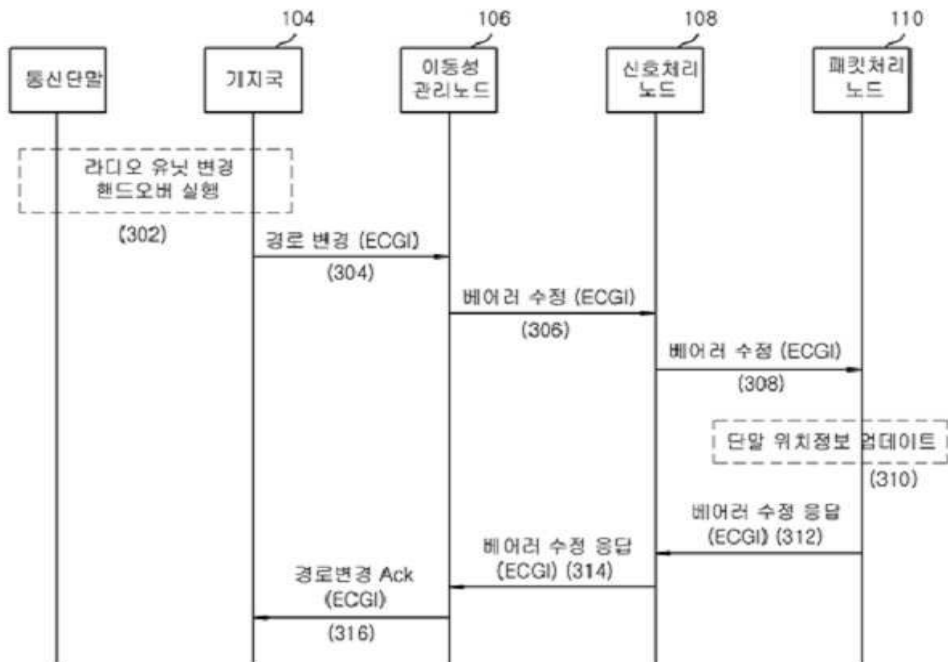 104
106
108
110
통신단말
기지국
이동성
관리노드
신호처리
노드
패킷처리
노드
라디오 유닛 변경
핸드오버 실행
(302)
경로 변경 (ECGI)
(304)
베어러 수정 (ECGI)
(306)
베어러 수정 (ECGI)
(308)
단말 위치정보 업데이트
(310)
베어러 수정 응답
(ECGI) (312)
베어러 수정 응답
(ECGI) (314)
경로변경 Ack
(ECGI)
(316)